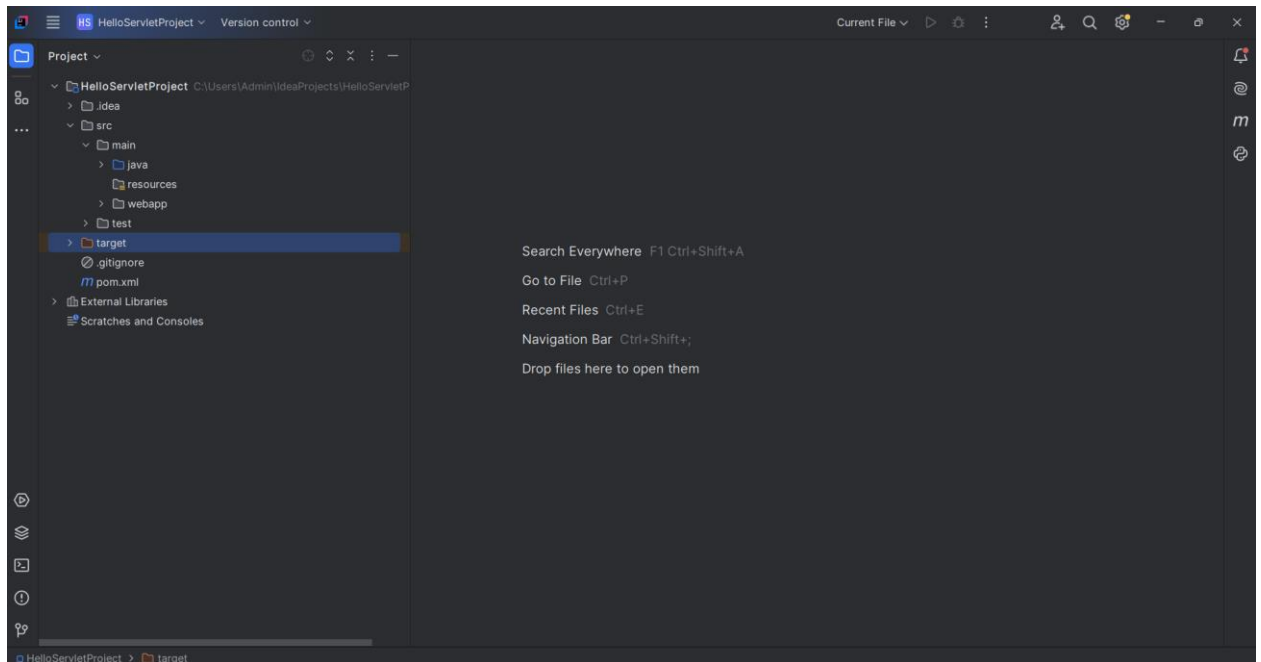 HS HelloServletProject Version control Current File
Project
HelloServletProject C:\Users\Admin\IdeaProjects\HelloServletP
.idea
src
main
java
resources
webapp
test
target
.gitignore
m pom.xml
External Libraries
Scratches and Consoles
Search Everywhere F1 Ctrl+Shift+A
Go to File Ctrl+P
Recent Files Ctrl+E
Navigation Bar Ctrl+Shift+;
Drop files here to open them
m
HelloServletProject > target